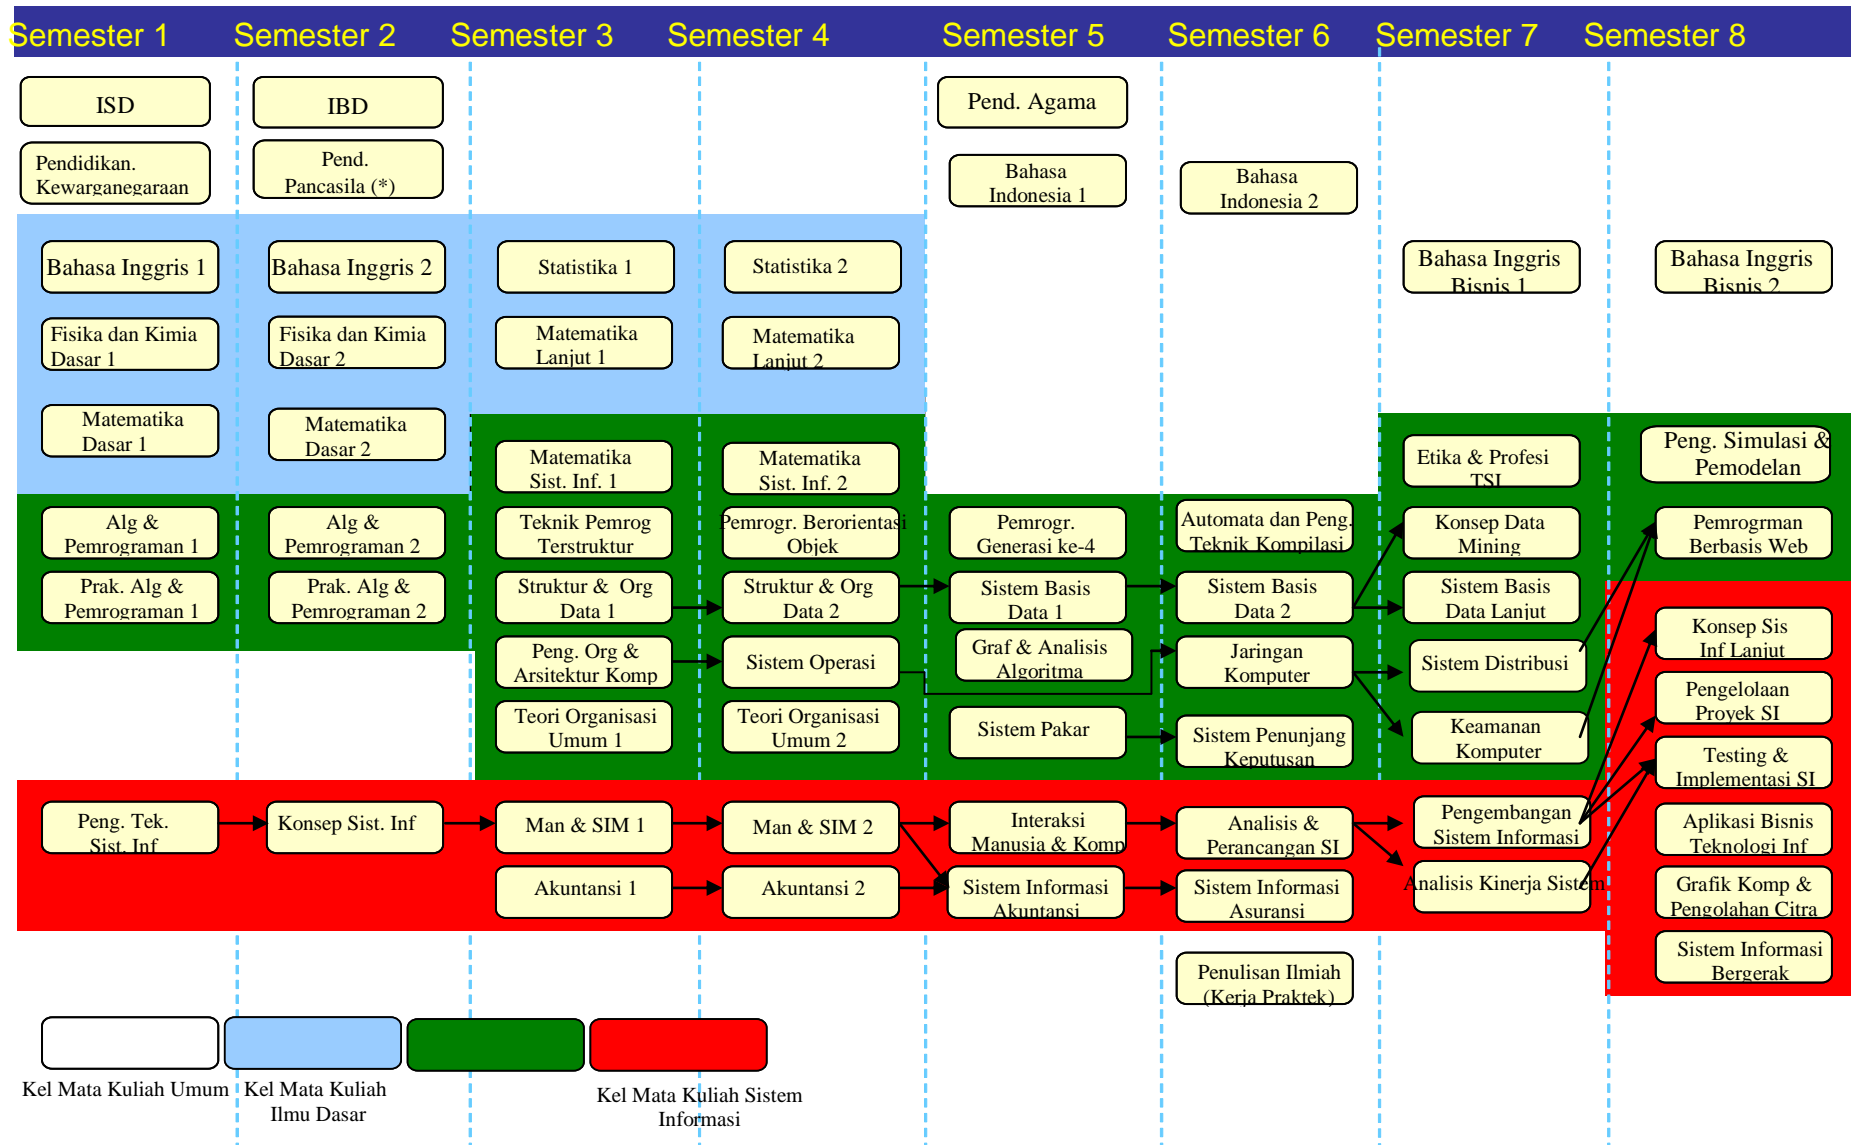 Semester 1
Semester 2
Semester 3
Semester 4
Semester 5
Semester 6
Semester 7
Semester 8
ISD
Pendidikan.
Kewarganegaraan
Bahasa Inggris 1
Fisika dan Kimia
Dasar 1
Matematika
Dasar 1
Alg &
Pemrograman 1
Prak. Alg &
Pemrograman 1
Peng. Tek.
Sist. Inf
IBD
Pend.
Pancasila (*)
Bahasa Inggris 2
Fisika dan Kimia
Dasar 2
Matematika
Dasar 2
Alg &
Pemrograman 2
Prak. Alg &
Pemrograman 2
Konsep Sist. Inf
Statistika 1
Matematika
Lanjut 1
Matematika
Sist. Inf. 1
Teknik Pemrog
Terstruktur
Struktur & Org
Data 1
Peng. Org &
Arsitektur Komp
Teori Organisasi
Umum 1
Man & SIM 1
Akuntansi 1
Statistika 2
Matematika
Lanjut 2
Matematika
Sist. Inf. 2
Pemrogr. Berorientasi
Objek
Struktur & Org
Data 2
Sistem Operasi
Teori Organisasi
Umum 2
Man & SIM 2
Akuntansi 2
Pend. Agama
Bahasa
Indonesia 1
Pemrogr.
Generasi ke-4
Sistem Basis
Data 1
Graf & Analisis
Algoritma
Sistem Pakar
Interaksi
Manusia & Komp
Sistem Informasi
Akuntansi
Bahasa
Indonesia 2
Automata dan Peng.
Teknik Kompilasi
Sistem Basis
Data 2
Jaringan
Komputer
Sistem Penunjang
Keputusan
Analisis &
Perancangan SI
Sistem Informasi
Asuransi
Penulisan Ilmiah
(Kerja Praktek)
Bahasa Inggris
Bisnis 1
Etika & Profesi
TSI
Konsep Data
Mining
Sistem Basis
Data Lanjut
Sistem Distribusi
Keamanan
Komputer
Pengembangan
Sistem Informasi
Analisis Kinerja Sistem
Bahasa Inggris
Bisnis 2
Peng. Simulasi &
Pemodelan
Pemrogrman
Berbasis Web
Konsep Sis
Inf Lanjut
Pengelolaan
Proyek SI
Testing &
Implementasi SI
Aplikasi Bisnis
Teknologi Inf
Grafik Komp &
Pengolahan Citra
Sistem Informasi
Bergerak
Kel Mata Kuliah Umum
Kel Mata Kuliah
Ilmu Dasar
Kel Mata Kuliah Sistem
Informasi